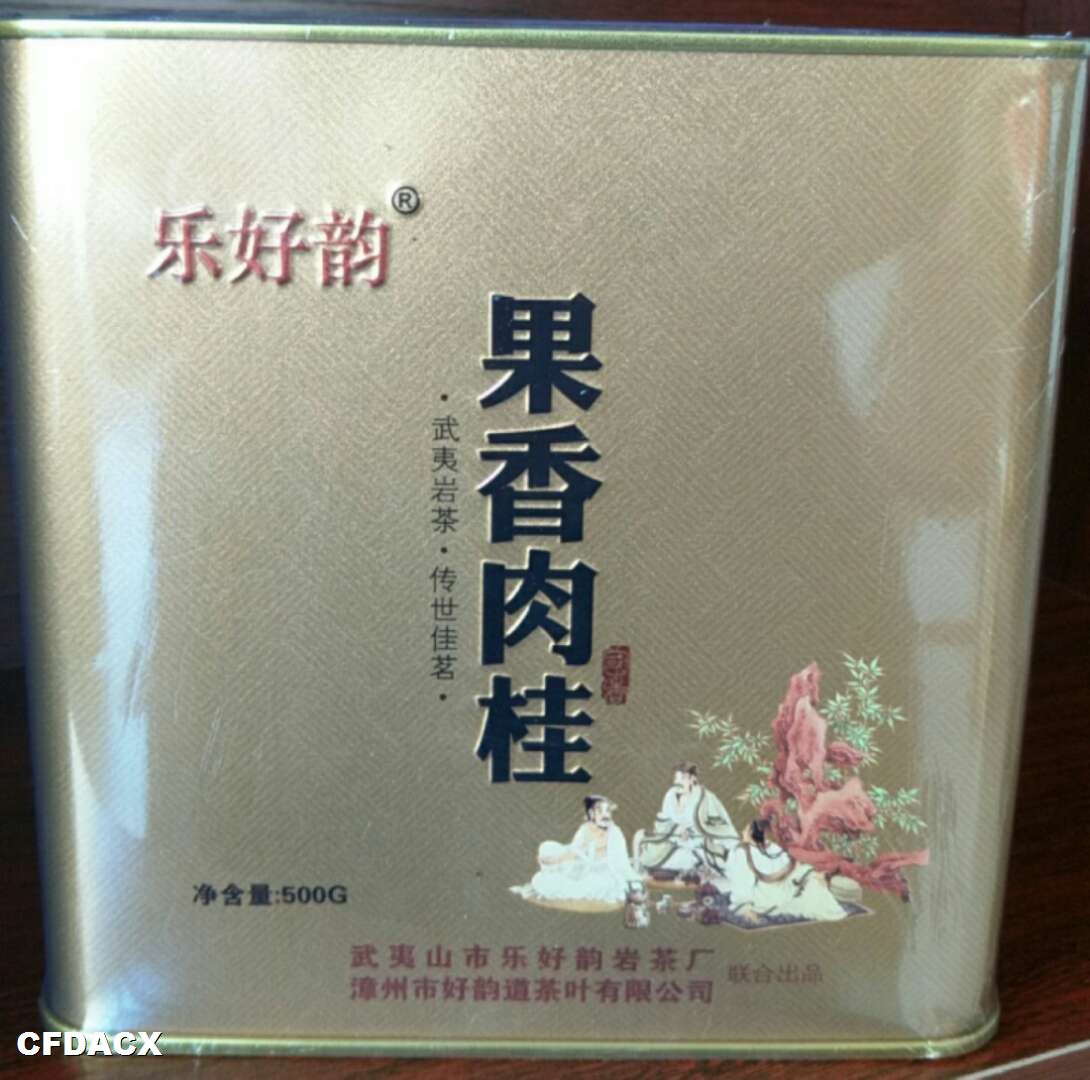 乐好韵®
果香肉桂
·武夷岩茶·传世佳茗·
净含量:500G
武夷山市乐好韵岩茶厂
漳州市好韵道茶叶有限公司
联合出品
CFDACX